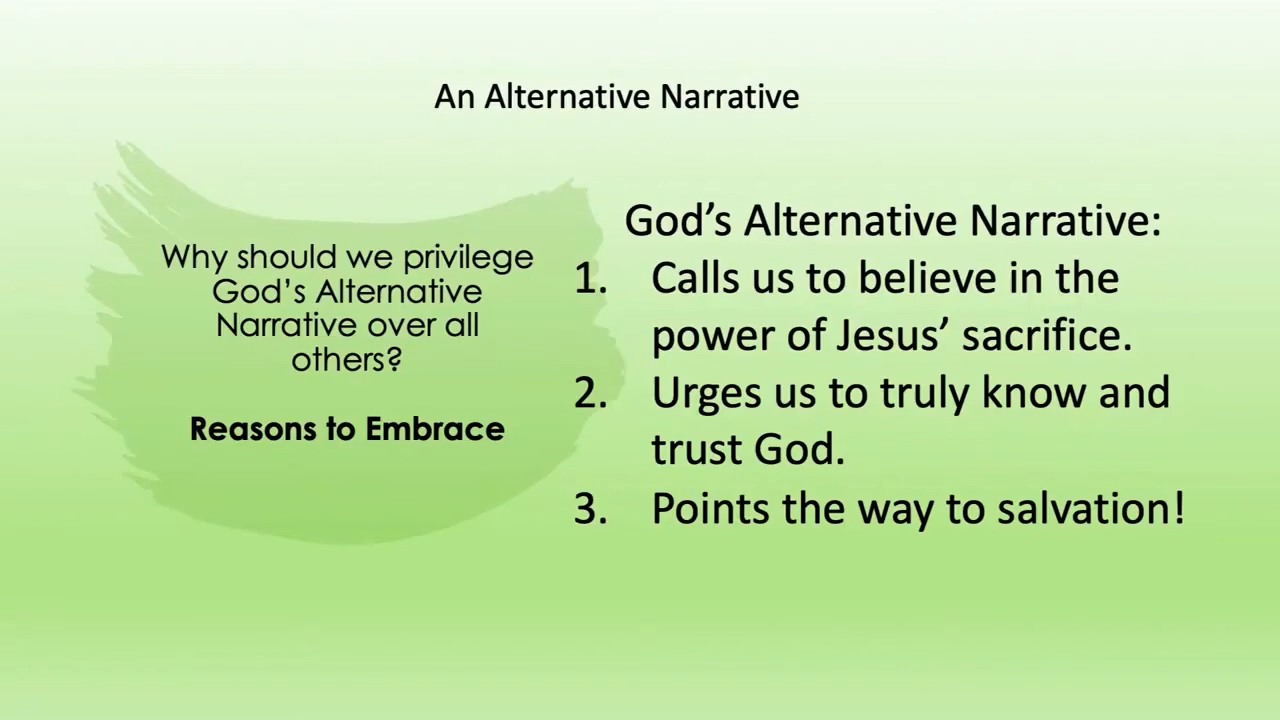 An Alternative Narrative
Why should we privilege
God’s Alternative
Narrative over all
others?
Reasons to Embrace
God’s Alternative Narrative:
1. Calls us to believe in the
power of Jesus’ sacrifice.
2. Urges us to truly know and
trust God.
3. Points the way to salvation!